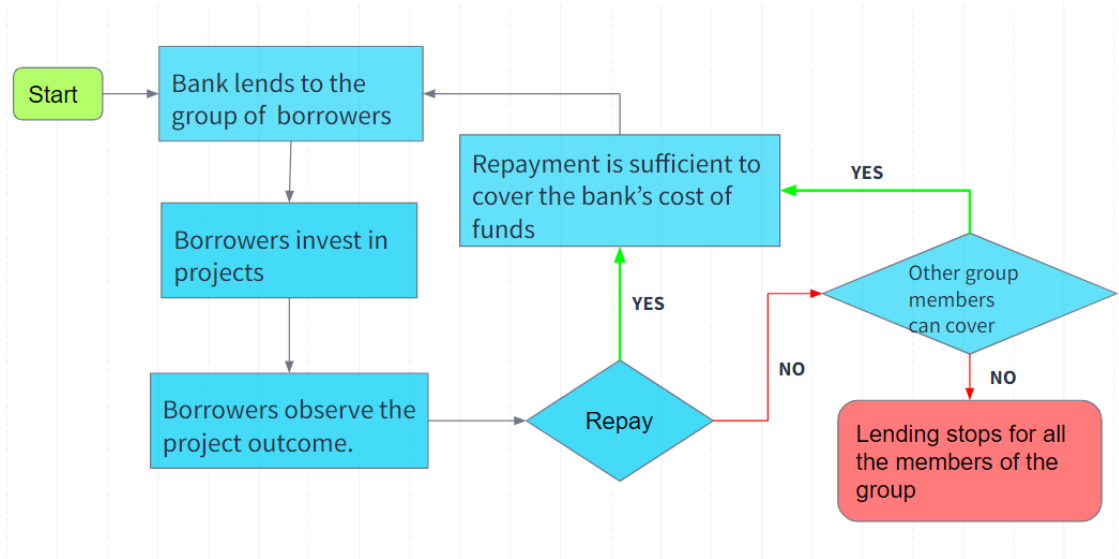 Start
Bank lends to the
group of borrowers
Borrowers invest in
projects
Borrowers observe the
project outcome.
Repay
YES
Repayment is sufficient to
cover the bank’s cost of
funds
NO
Other group
members
can cover
YES
NO
Lending stops for all
the members of the
group